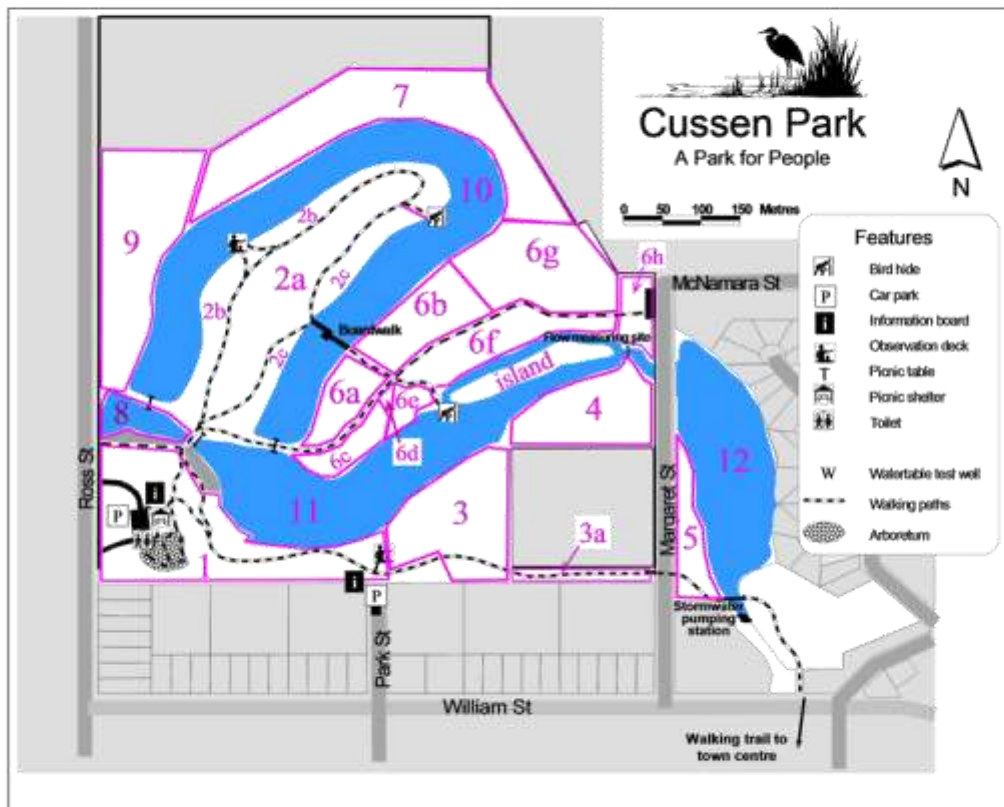 Cussen Park
A Park for People
N
0 50 100 150 Metres
Features
Bird hide
P Car park
i Information board
Observation deck
T Picnic table
Picnic shelter
Toilet
W Watertable test well
Walking paths
Arboretum
7
10
9
2b
2a
2c
2b
2c
6g
6h
McNamara St
6b
Boardwalk
6f
Flow measuring site
island
6a
6e
6d
6c
8
4
12
11
3
3a
5
Ross St
Margaret St
i
P
1
i
P
Park St
Stormwater
pumping
station
William St
Walking trail to
town centre